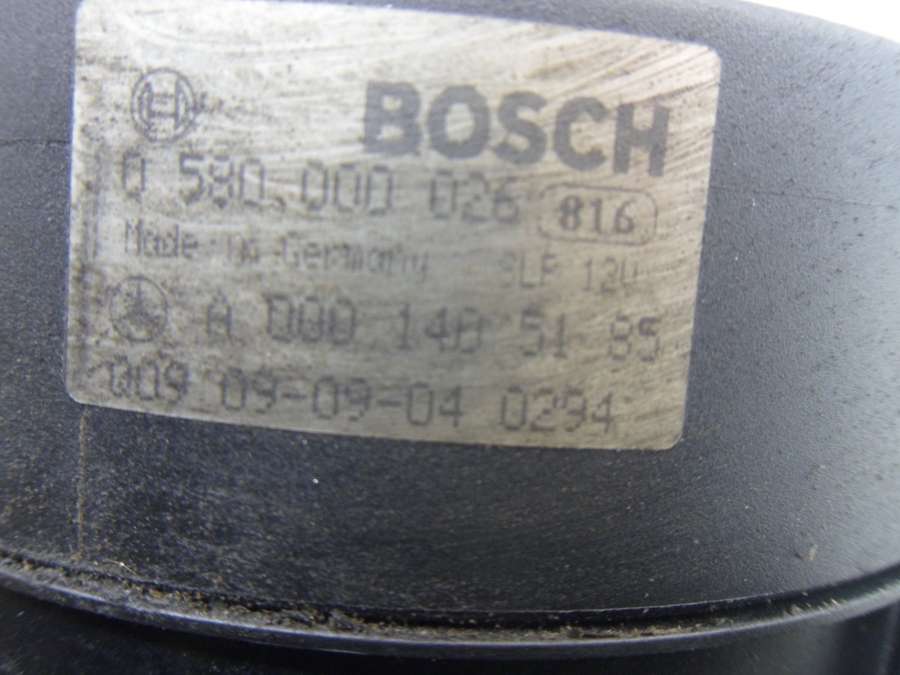 BOSCH
0 580 000 026 816
Made in Germany SLP 12V
A 000 140 51 85
009 09-09-04 0294